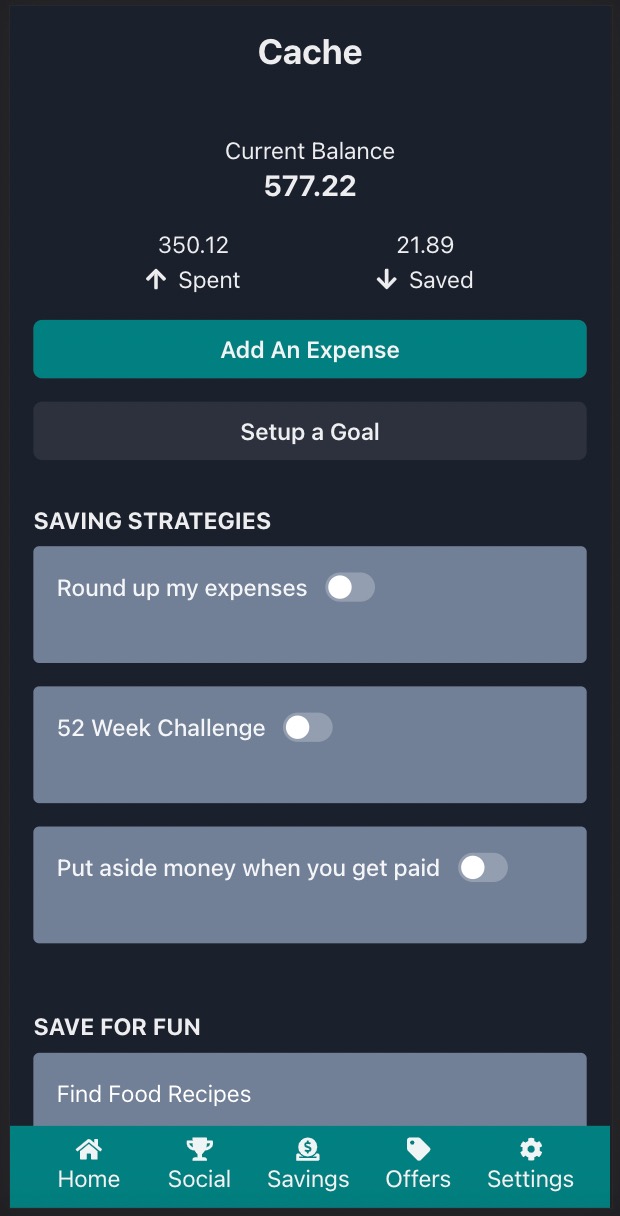 Cache
Current Balance
577.22
350.12 21.89
Spent Saved
Add An Expense
Setup a Goal
SAVING STRATEGIES
Round up my expenses
52 Week Challenge
Put aside money when you get paid
SAVE FOR FUN
Find Food Recipes
$
Home Social Savings Offers Settings